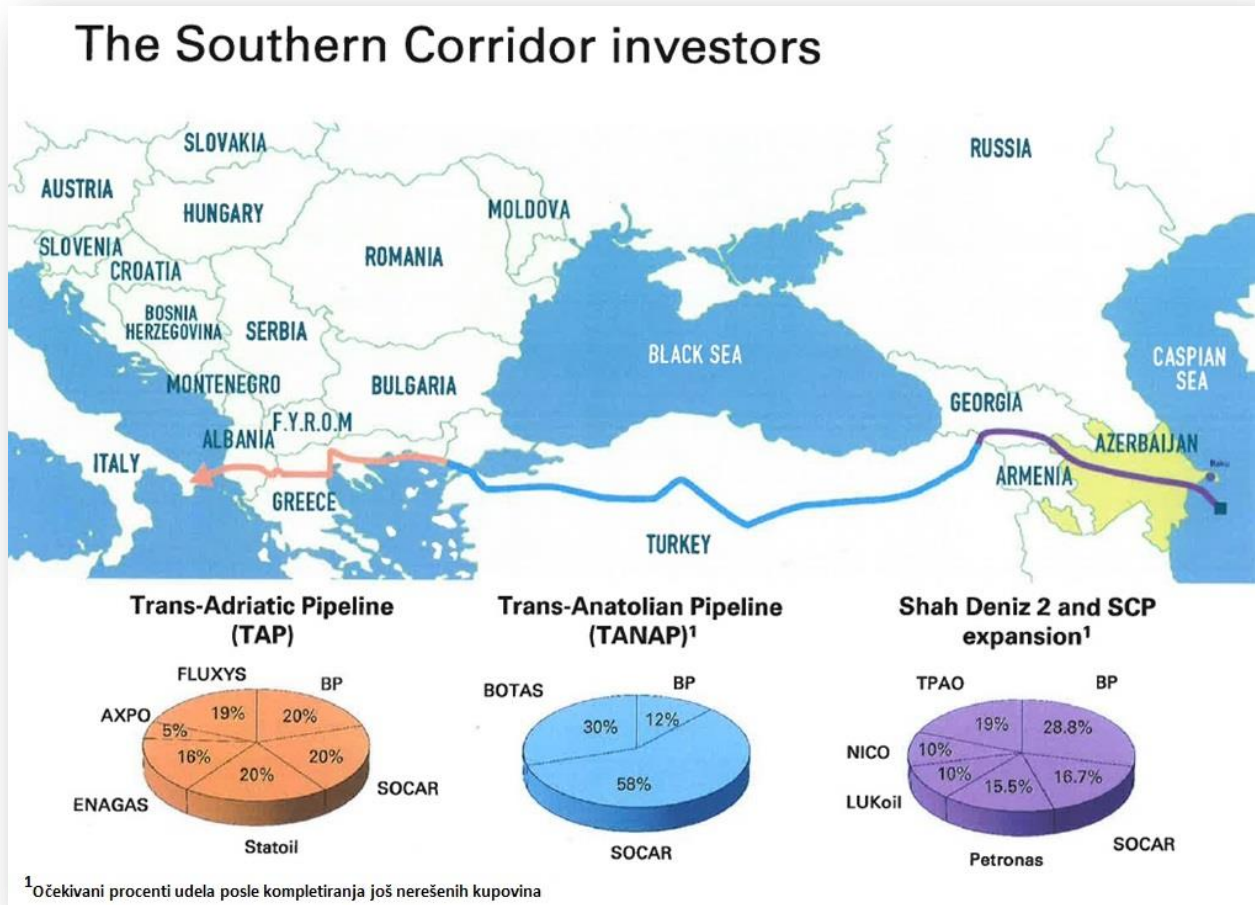 The Southern Corridor investors
SLOVAKIA
RUSSIA
AUSTRIA
HUNGARY
MOLDOVA
SLOVENIA
ROMANIA
CROATIA
BOSNIA
HERZEGOVINA
SERBIA
BLACK SEA
CASPIAN
SEA
MONTENEGRO
BULGARIA
GEORGIA
F.Y.R.O.M
ALBANIA
AZERBAIJAN
ITALY
Baku
ARMENIA
GREECE
TURKEY
Trans-Adriatic Pipeline
(TAP)
FLUXYS
BP
AXPO
19%
20%
5%
16%
20%
20%
SOCAR
ENAGAS
Statoil
Trans-Anatolian Pipeline
(TANAP)¹
BOTAS
BP
30%
12%
58%
SOCAR
Shah Deniz 2 and SCP
expansion¹
TPAO
BP
19%
28.8%
NICO
10%
10%
16.7%
LUKoil
15.5%
SOCAR
Petronas
¹Očekivani procenti udela posle kompletiranja još nerešenih kupovina